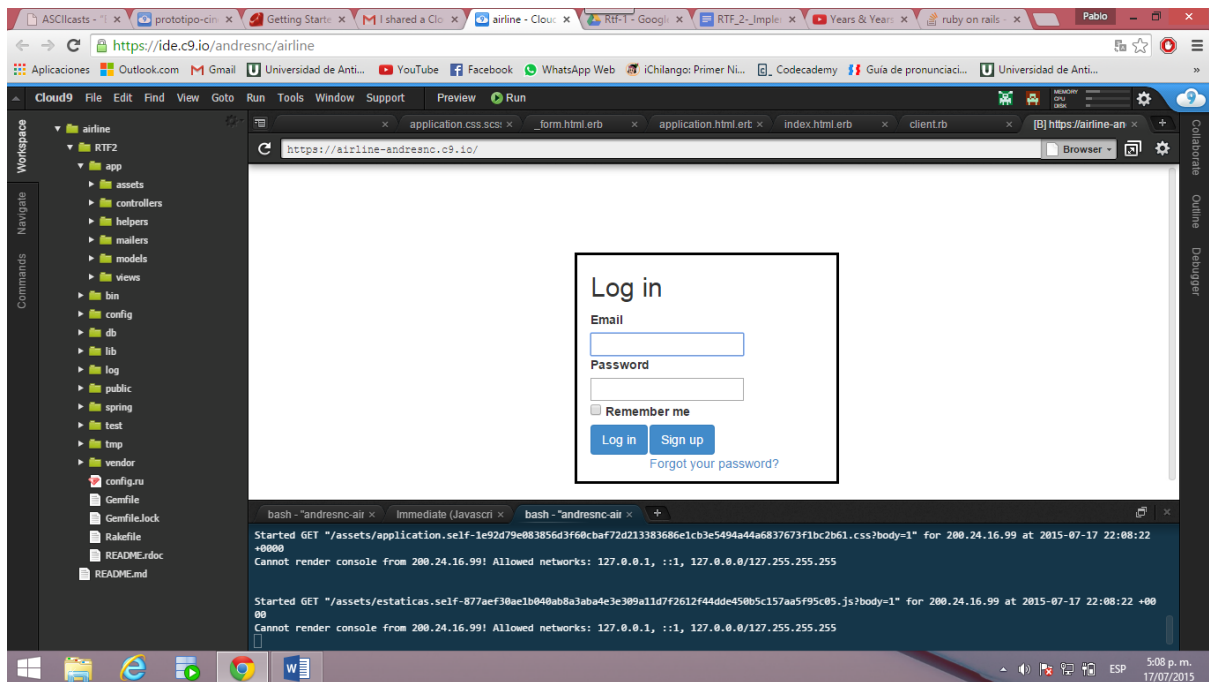 ASCIIcasts - "
prototipo-cin
Getting Starte
I shared a Clo
airline - Clouc
Rtf-1 - Googl
RTF_2-_Imple
Years & Years
ruby on rails -
Pablo
https://ide.c9.io/andresnc/airline
Aplicaciones
Outlook.com
Gmail
Universidad de Anti...
YouTube
Facebook
WhatsApp Web
iChilango: Primer Ni...
Codecademy
Guía de pronunciaci...
Universidad de Anti...
Cloud9 File Edit Find View Goto Run Tools Window Support Preview Run
MEMORY
CPU
DISK
Workspace
Navigate
Commands
airline
RTF2
app
assets
controllers
helpers
mailers
models
views
bin
config
db
lib
log
public
spring
test
tmp
vendor
config.ru
Gemfile
Gemfile.lock
Rakefile
README.rdoc
README.md
application.css.scs
_form.html.erb
application.html.erb
index.html.erb
client.rb
[B] https://airline-an
https://airline-andresnc.c9.io/
Browser
Collaborate
Outline
Debugger
Log in
Email
Password
Remember me
Log in
Sign up
Forgot your password?
bash - "andresnc-air
Immediate (Javascri
bash - "andresnc-air
Started GET "/assets/application.self-1e92d79e083856d3f60cbaf72d213383686e1cb3e5494a44a6837673f1bc2b61.css?body=1" for 200.24.16.99 at 2015-07-17 22:08:22
+0000
Cannot render console from 200.24.16.99! Allowed networks: 127.0.0.1, ::1, 127.0.0.0/127.255.255.255
Started GET "/assets/estaticas.self-877aef30ae1b040ab8a3aba4e3e309a11d7f2612f44dde450b5c157aa5f95c05.js?body=1" for 200.24.16.99 at 2015-07-17 22:08:22 +00
00
Cannot render console from 200.24.16.99! Allowed networks: 127.0.0.1, ::1, 127.0.0.0/127.255.255.255
ESP
5:08 p. m.
17/07/2015